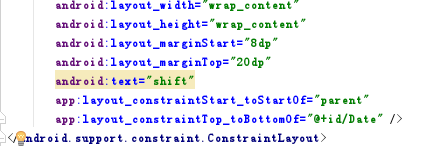 android:layout_width="wrap_content"
android:layout_height="wrap_content"
android:layout_marginStart="8dp"
android:layout_marginTop="20dp"
android:text="shift"
app:layout_constraintStart_toStartOf="parent"
app:layout_constraintTop_toBottomOf="@+id/Date" />
</android.support.constraint.ConstraintLayout>